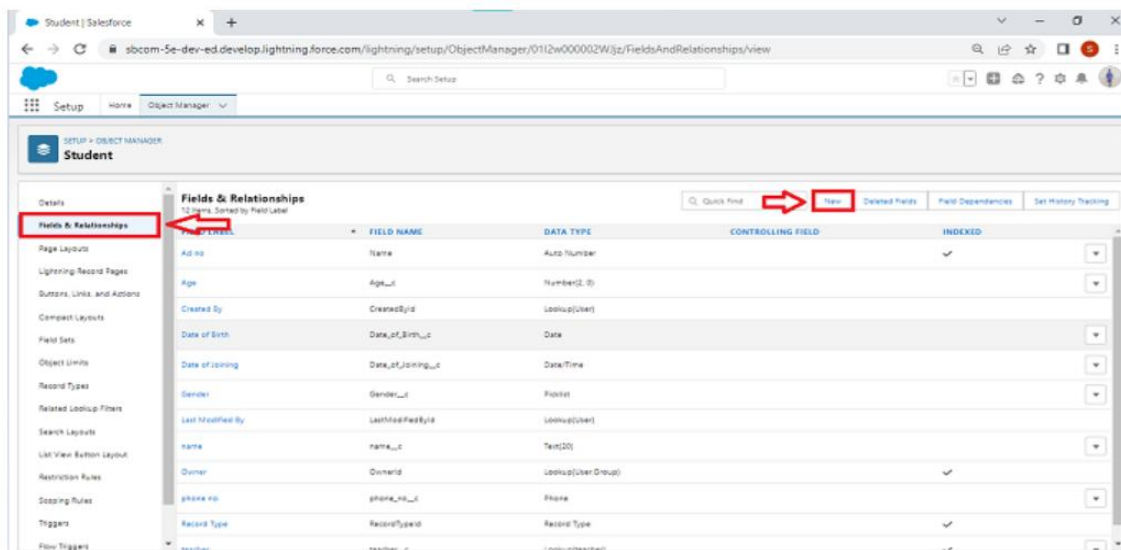 Student | Salesforce
sbcom-5e-dev-ed.develop.lightning.force.com/lightning/setup/ObjectManager/01I2w000002WJjz/FieldsAndRelationships/view
S
Search Setup
Setup Home Object Manager
SETUP > OBJECT MANAGER
Student
Details
Fields & Relationships
Page Layouts
Lightning Record Pages
Buttons, Links, and Actions
Compact Layouts
Field Sets
Object Limits
Record Types
Related Lookup Filters
Search Layouts
List View Button Layout
Restriction Rules
Scoping Rules
Triggers
Flow Triggers
Fields & Relationships
12 Items, Sorted by Field Label
Quick Find New Deleted Fields Field Dependencies Set History Tracking
FIELD LABEL FIELD NAME DATA TYPE CONTROLLING FIELD INDEXED
Ad no Name Auto Number
Age Age__c Number(2, 0)
Created By CreatedById Lookup(User)
Date of Birth Date_of_Birth__c Date
Date of Joining Date_of_Joining__c Date/Time
Gender Gender__c Picklist
Last Modified By LastModifiedById Lookup(User)
name name__c Text(20)
Owner OwnerId Lookup(User,Group)
phone no phone_no__c Phone
Record Type RecordTypeId Record Type
teacher teacher__c Lookup(teacher)